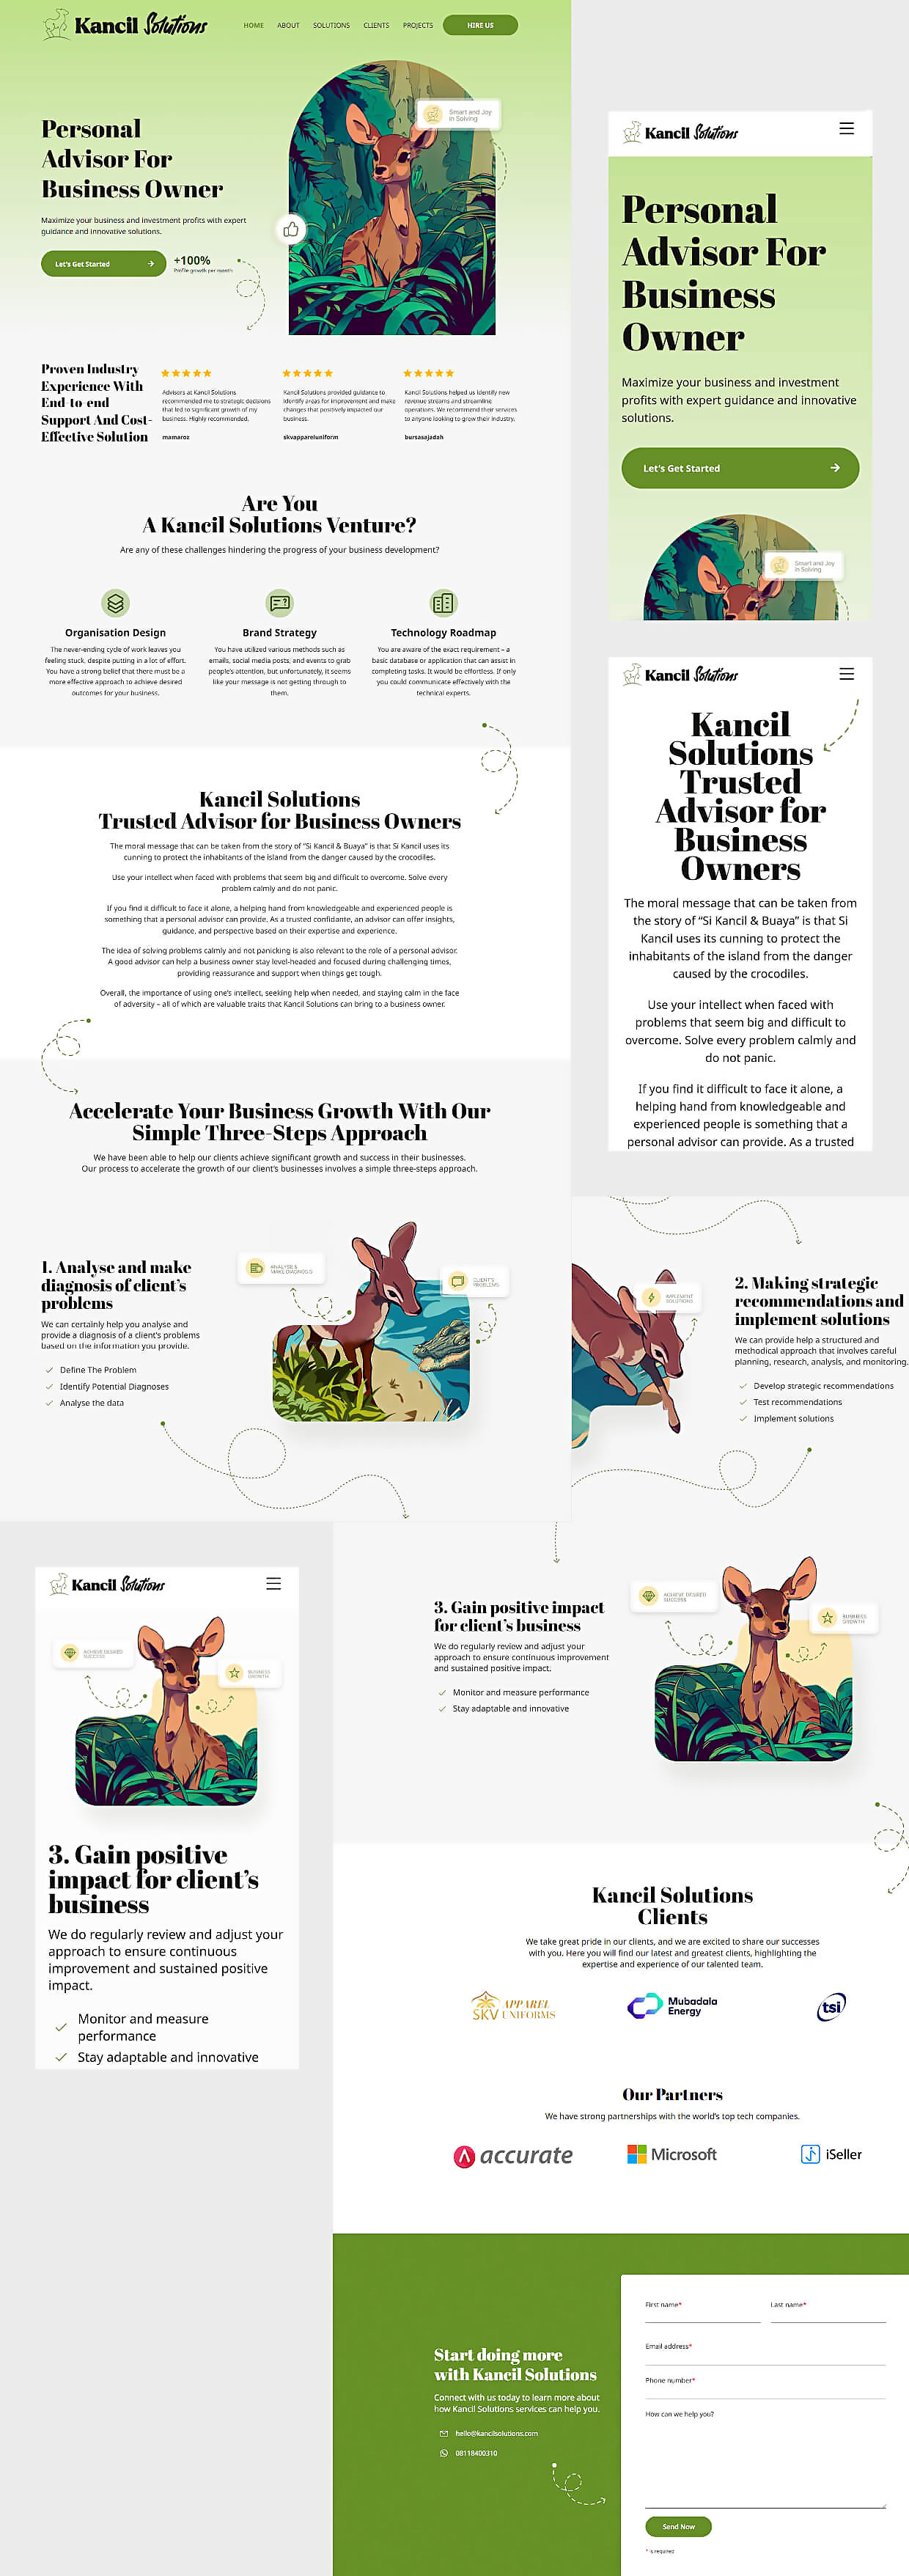 Kancil Solutions
HOME ABOUT SOLUTIONS CLIENTS PROJECTS HIRE US
Smart and Joy
in Solving
Personal
Advisor For
Business Owner
Maximize your business and investment profits with expert
guidance and innovative solutions.
Let's Get Started
+100%
Profile growth per month
Proven Industry
Experience With
End-to-end
Support And Cost-
Effective Solution
Advisers at Kancil Solutions
recommended me to strategic decisions
that led to significant growth of my
business. Highly recommended.
mamaroz
Kancil Solutions provided guidance to
identify areas for improvement and make
changes that positively impacted our
business.
skvappareluniform
Kancil Solutions helped us identify new
revenue streams and streamline
operations. We recommend their services
to anyone looking to grow their industry.
bursasajadah
Are You
A Kancil Solutions Venture?
Are any of these challenges hindering the progress of your business development?
Organisation Design
The never-ending cycle of work leaves you
feeling stuck, despite putting in a lot of effort.
You have a strong belief that there must be a
more effective approach to achieve desired
outcomes for your business.
Brand Strategy
You have utilized various methods such as
emails, social media posts, and events to grab
people's attention, but unfortunately, it seems
like your message is not getting through to
them.
Technology Roadmap
You are aware of the exact requirement – a
basic database or application that can assist in
completing tasks. It would be effortless. If only
you could communicate effectively with the
technical experts.
Kancil Solutions
Trusted Advisor for Business Owners
The moral message that can be taken from the story of “Si Kancil & Buaya” is that Si Kancil uses its
cunning to protect the inhabitants of the island from the danger caused by the crocodiles.
Use your intellect when faced with problems that seem big and difficult to overcome. Solve every
problem calmly and do not panic.
If you find it difficult to face it alone, a helping hand from knowledgeable and experienced people is
something that a personal advisor can provide. As a trusted confidante, an advisor can offer insights,
guidance, and perspective based on their expertise and experience.
The idea of solving problems calmly and not panicking is also relevant to the role of a personal advisor.
A good advisor can help a business owner stay level-headed and focused during challenging times,
providing reassurance and support when things get tough.
Overall, the importance of using one's intellect, seeking help when needed, and staying calm in the face
of adversity – all of which are valuable traits that Kancil Solutions can bring to a business owner.
Accelerate Your Business Growth With Our
Simple Three-Steps Approach
We have been able to help our clients achieve significant growth and success in their businesses.
Our process to accelerate the growth of our client's businesses involves a simple three-steps approach.
1. Analyse and make
diagnosis of client's
problems
We can certainly help you analyse and
provide a diagnosis of a client's problems
based on the information you provide.
Define The Problem
Identify Potential Diagnoses
Analyse the data
ANALYSE &
MAKE DIAGNOSIS
CLIENT'S
PROBLEMS
Kancil Solutions
Personal
Advisor For
Business
Owner
Maximize your business and investment
profits with expert guidance and innovative
solutions.
Let's Get Started
Smart and Joy
in Solving
Kancil Solutions
Kancil
Solutions
Trusted
Advisor for
Business
Owners
The moral message that can be taken from
the story of “Si Kancil & Buaya” is that Si
Kancil uses its cunning to protect the
inhabitants of the island from the danger
caused by the crocodiles.
Use your intellect when faced with
problems that seem big and difficult to
overcome. Solve every problem calmly and
do not panic.
If you find it difficult to face it alone, a
helping hand from knowledgeable and
experienced people is something that a
personal advisor can provide. As a trusted
IMPLEMENT
SOLUTIONS
2. Making strategic
recommendations and
implement solutions
We can provide help a structured and
methodical approach that involves careful
planning, research, analysis, and monitoring.
Develop strategic recommendations
Test recommendations
Implement solutions
Kancil Solutions
ACHIEVE DESIRED
SUCCESS
BUSINESS
GROWTH
3. Gain positive
impact for client's
business
We do regularly review and adjust your
approach to ensure continuous
improvement and sustained positive
impact.
Monitor and measure
performance
Stay adaptable and innovative
3. Gain positive impact
for client's business
We do regularly review and adjust your
approach to ensure continuous improvement
and sustained positive impact.
Monitor and measure performance
Stay adaptable and innovative
ACHIEVE DESIRED
SUCCESS
BUSINESS
GROWTH
Kancil Solutions
Clients
We take great pride in our clients, and we are excited to share our successes
with you. Here you will find our latest and greatest clients, highlighting the
expertise and experience of our talented team.
SKV APPAREL
UNIFORMS
Mubadala
Energy
tsi
Our Partners
We have strong partnerships with the world's top tech companies.
accurate
Microsoft
iSeller
Start doing more
with Kancil Solutions
Connect with us today to learn more about
how Kancil Solutions services can help you.
hello@kancilsolutions.com
08118400310
First name*
Last name*
Email address*
Phone number*
How can we help you?
Send Now
* is required